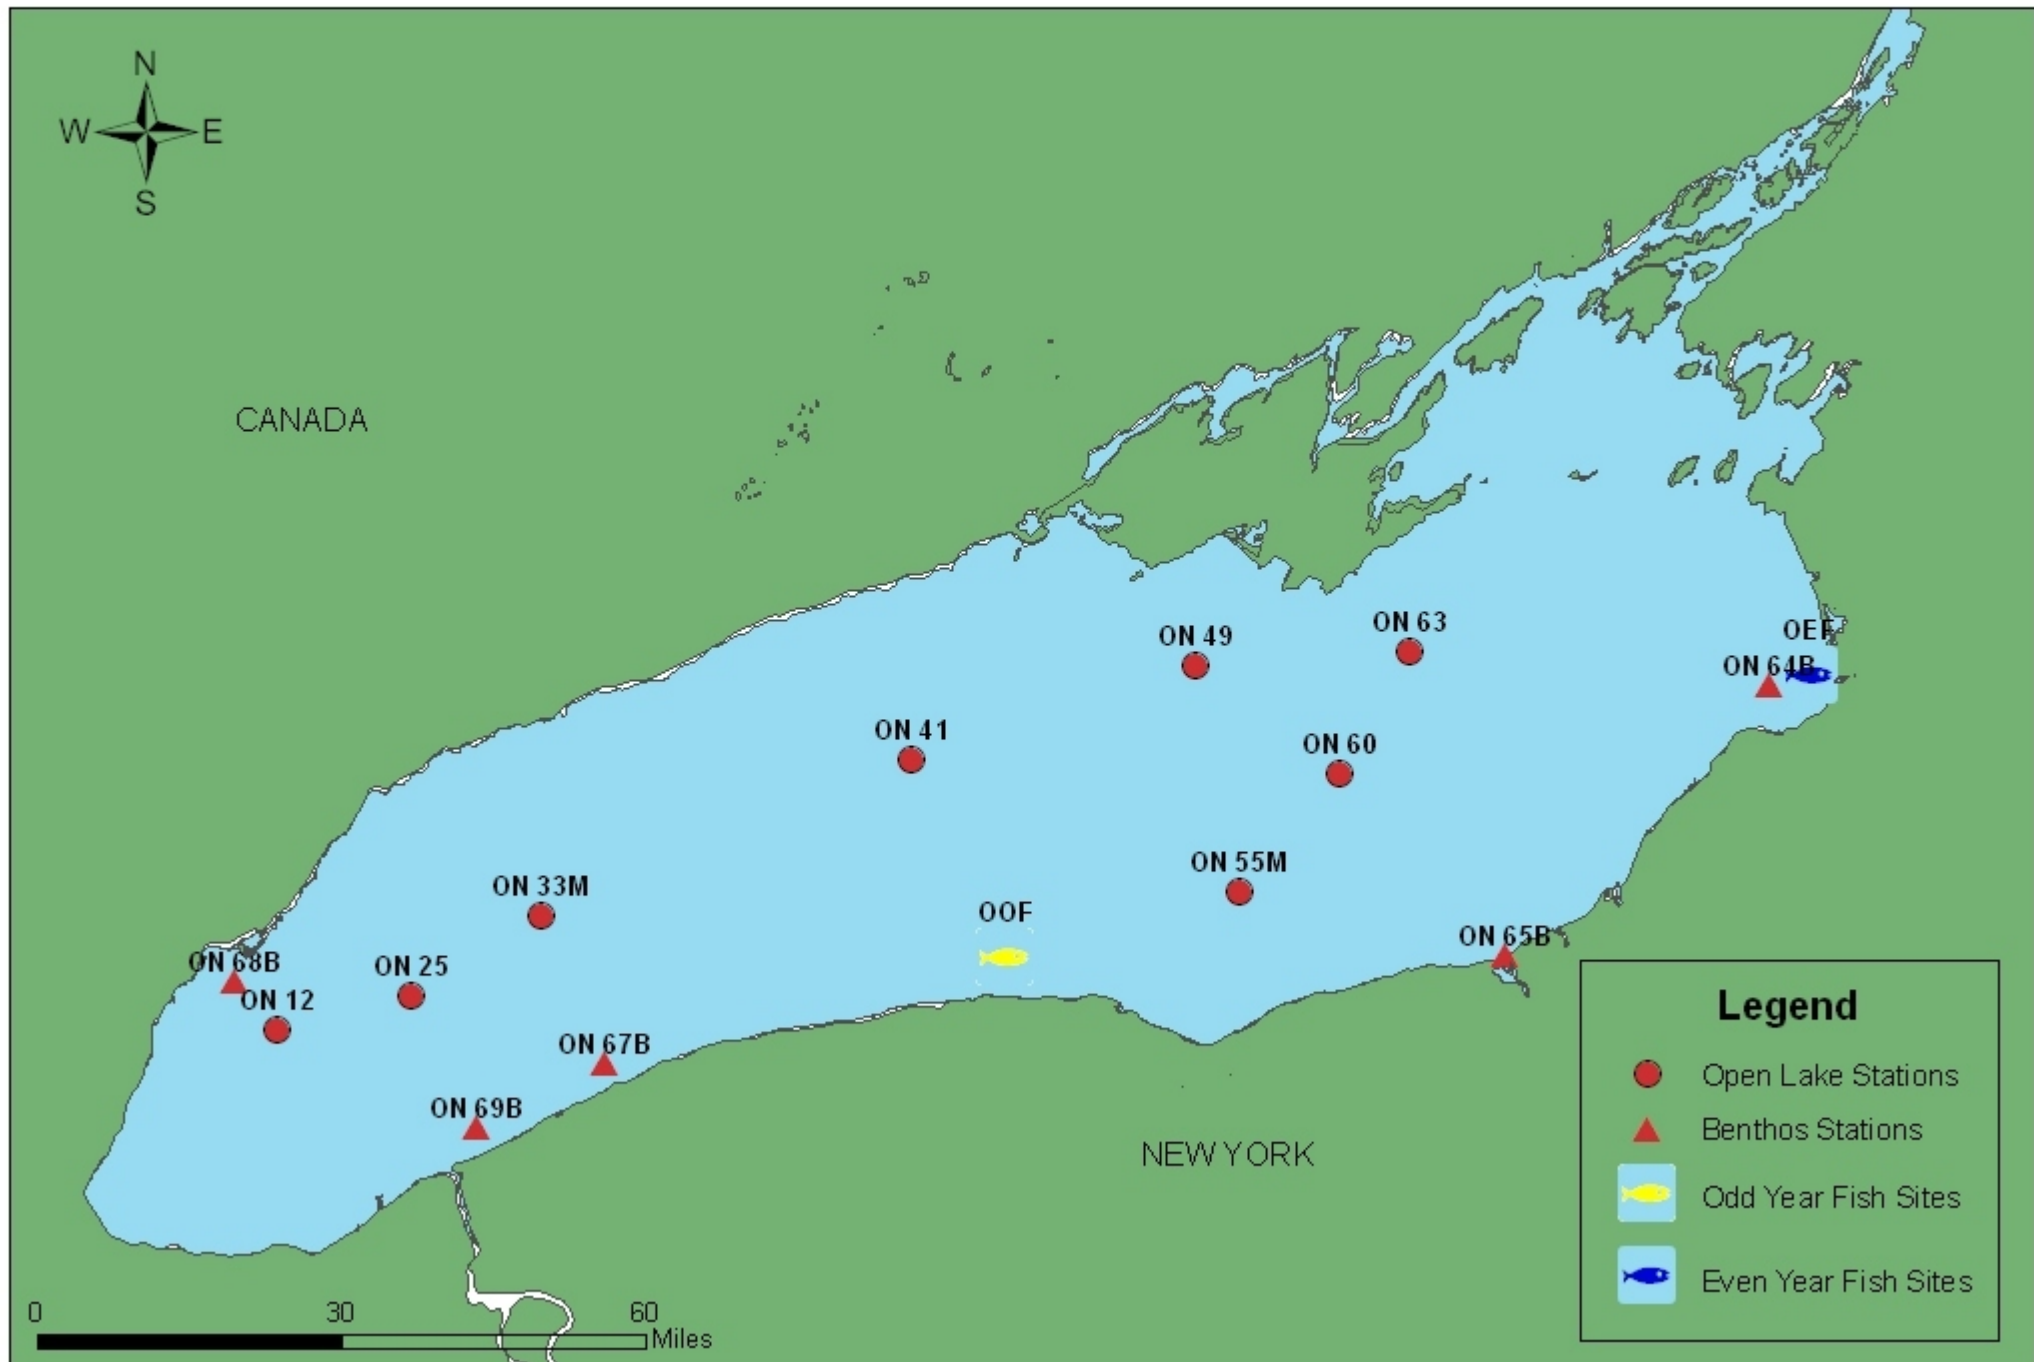 N
W E
S
CANADA
ON 63
ON 49
OEF
ON 64B
ON 41
ON 60
ON 55M
ON 33M
OOF
ON 65B
ON 68B
ON 25
ON 12
ON 67B
ON 69B
NEW YORK
Legend
Open Lake Stations
Benthos Stations
Odd Year Fish Sites
Even Year Fish Sites
0 30 60
Miles